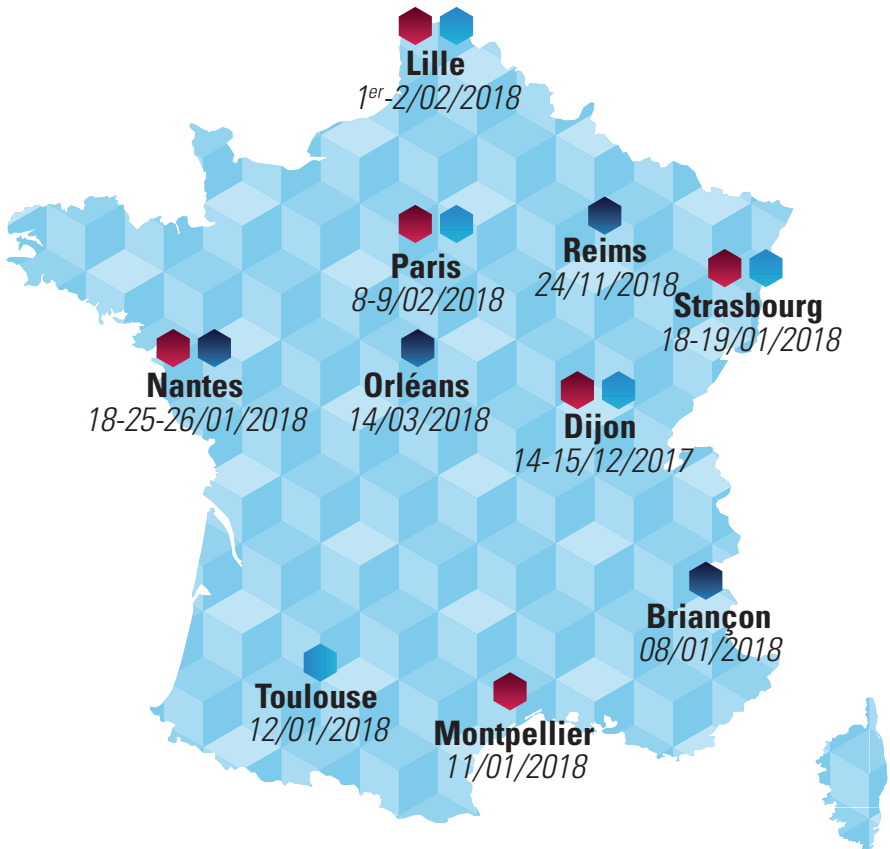 Lille
1er-2/02/2018
Paris
8-9/02/2018
Reims
24/11/2018
Strasbourg
18-19/01/2018
Nantes
18-25-26/01/2018
Orléans
14/03/2018
Dijon
14-15/12/2017
Briançon
08/01/2018
Toulouse
12/01/2018
Montpellier
11/01/2018